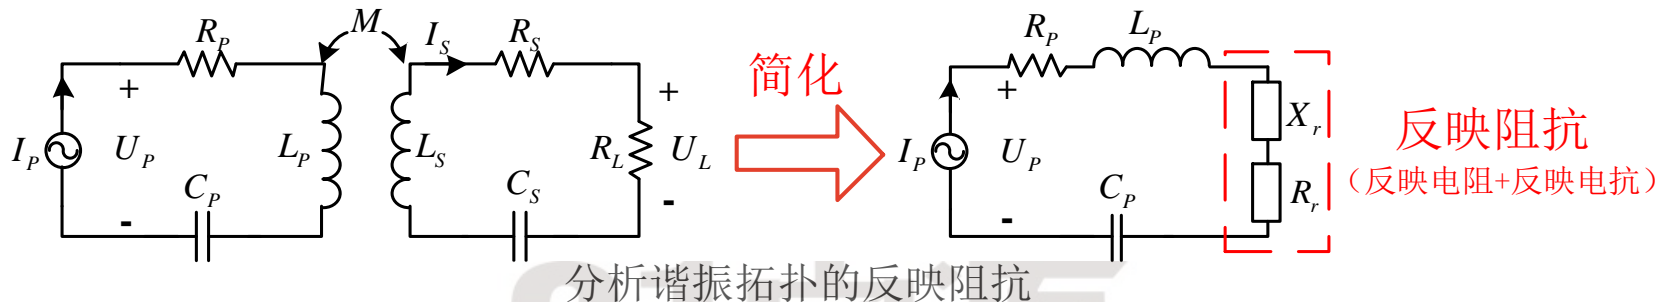 M
R_P
I_S
R_S
+
+
I_P
U_P
L_P
L_S
R_L
U_L
C_P
C_S
-
-
简化
R_P
L_P
+
I_P
U_P
C_P
-
X_r
R_r
反映阻抗
（反映电阻+反映电抗）
分析谐振拓扑的反映阻抗